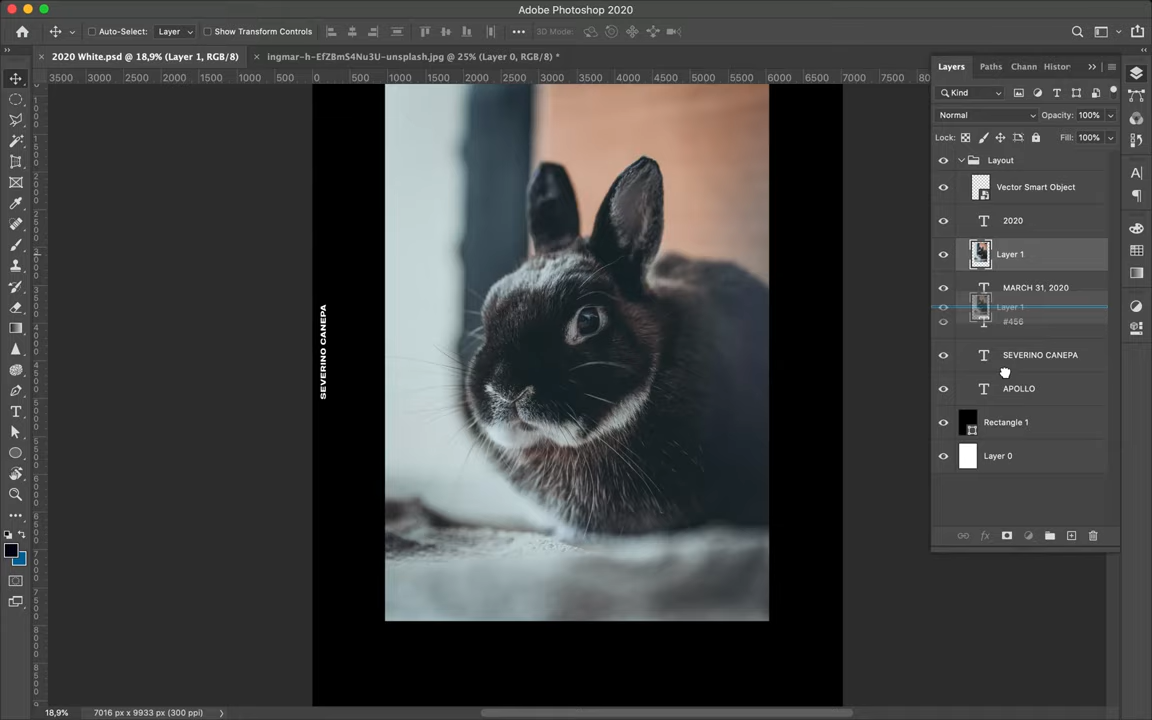 Adobe Photoshop 2020
Auto-Select: Layer Show Transform Controls 3D Mode:
× 2020 White.psd @ 18,9% (Layer 1, RGB/8) × ingmar-h-EfZBmS4Nu3U-unsplash.jpg @ 25% (Layer 0, RGB/8) *
3500 3000 2500 2000 1500 1000 500 0 500 1000 1500 2000 2500 3000 3500 4000 4500 5000 5500 6000 6500 7000 7500 80
Layers Paths Chann Histor
Kind
Normal Opacity: 100%
Lock: Fill: 100%
Layout
Vector Smart Object
2020
Layer 1
MARCH 31, 2020
Layer 1
#456
SEVERINO CANEPA
APOLLO
Rectangle 1
Layer 0
fx
SEVERINO CANEPA
18,9% 7016 px x 9933 px (300 ppi)